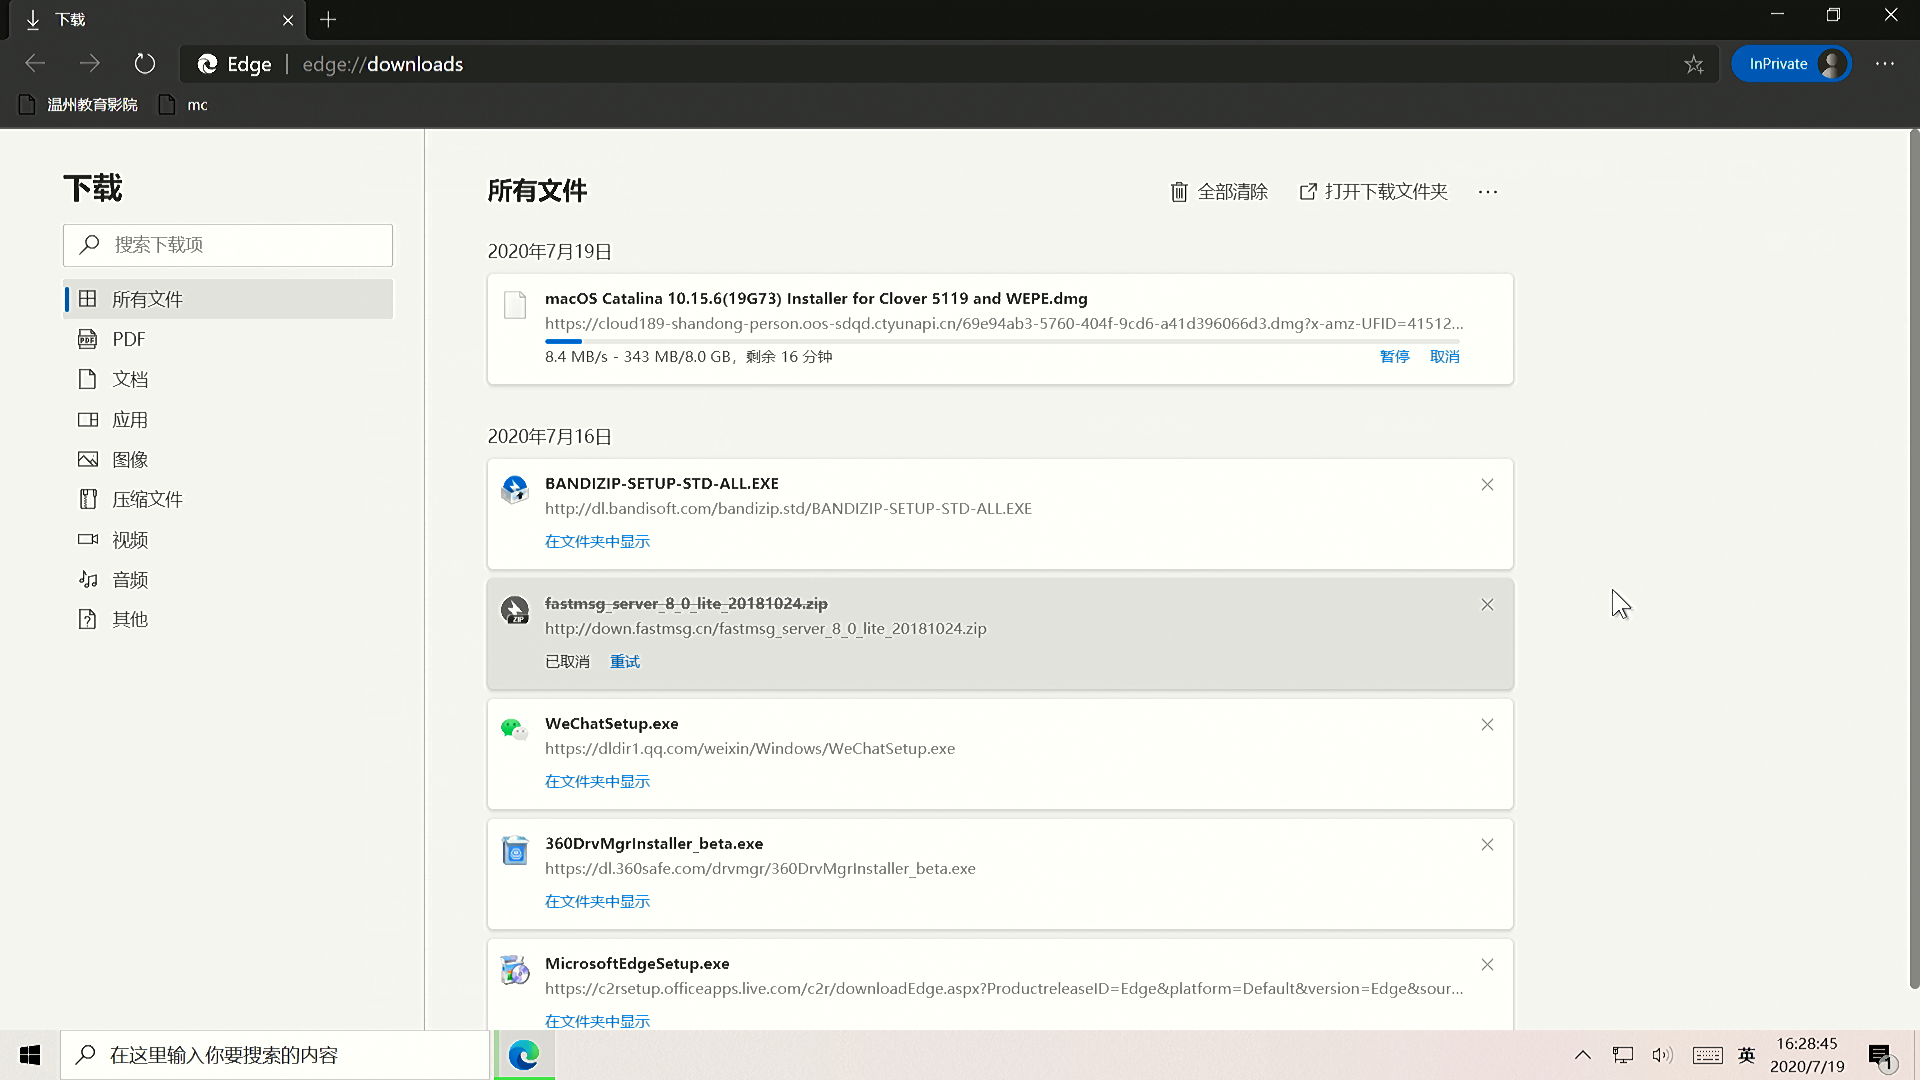 下载
Edge
edge://downloads
InPrivate
温州教育影院
mc
下载
搜索下载项
所有文件
PDF
文档
应用
图像
压缩文件
视频
音频
其他
所有文件
全部清除
打开下载文件夹
2020年7月19日
macOS Catalina 10.15.6(19G73) Installer for Clover 5119 and WEPE.dmg
https://cloud189-shandong-person.oos-sdqd.ctyunapi.cn/69e94ab3-5760-404f-9cd6-a41d396066d3.dmg?x-amz-UFID=41512...
8.4 MB/s - 343 MB/8.0 GB，剩余 16 分钟
暂停
取消
2020年7月16日
BANDIZIP-SETUP-STD-ALL.EXE
http://dl.bandisoft.com/bandizip.std/BANDIZIP-SETUP-STD-ALL.EXE
在文件夹中显示
fastmsg_server_8_0_lite_20181024.zip
http://down.fastmsg.cn/fastmsg_server_8_0_lite_20181024.zip
已取消
重试
WeChatSetup.exe
https://dldir1.qq.com/weixin/Windows/WeChatSetup.exe
在文件夹中显示
360DrvMgrInstaller_beta.exe
https://dl.360safe.com/drvmgr/360DrvMgrInstaller_beta.exe
在文件夹中显示
MicrosoftEdgeSetup.exe
https://c2rsetup.officeapps.live.com/c2r/downloadEdge.aspx?ProductreleaseID=Edge&platform=Default&version=Edge&sour...
在文件夹中显示
在这里输入你要搜索的内容
英
16:28:45
2020/7/19
1